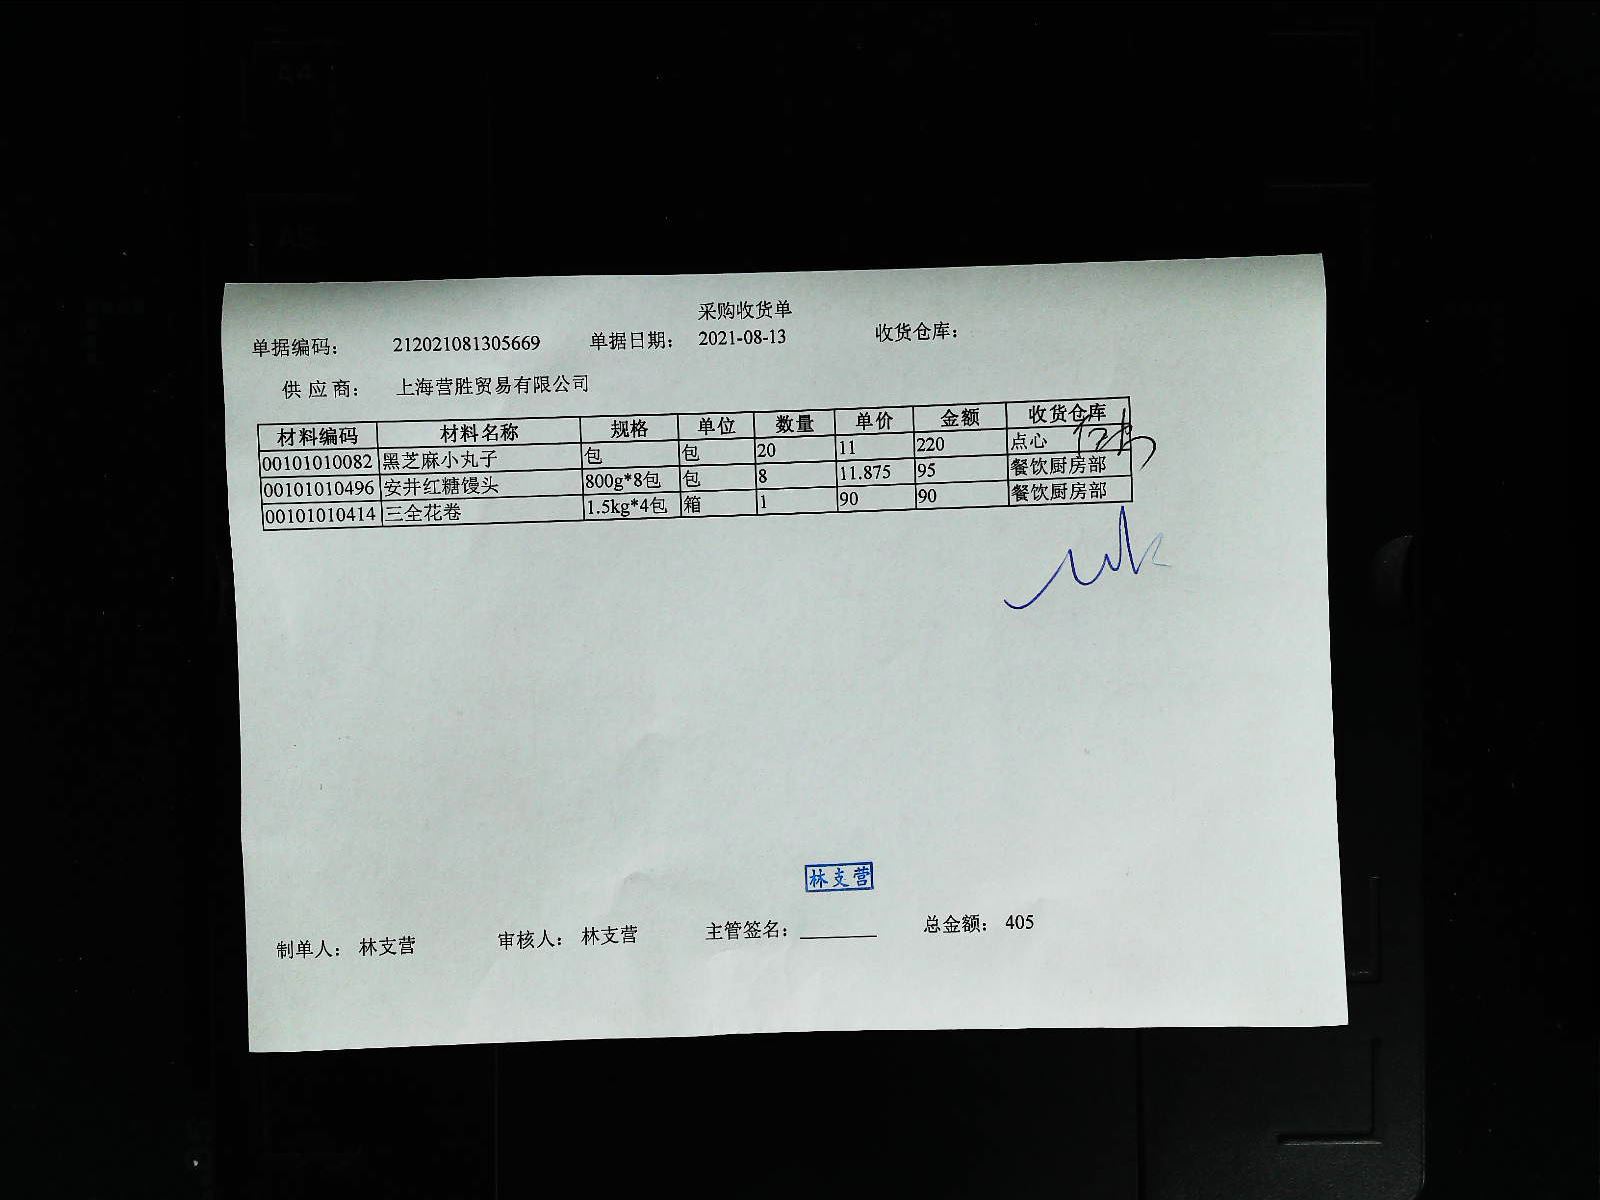 采购收货单
单据编码： 212021081305669 单据日期： 2021-08-13 收货仓库：
供 应 商： 上海营胜贸易有限公司
材料编码 材料名称 规格 单位 数量 单价 金额 收货仓库
00101010082 黑芝麻小丸子 包 包 20 11 220 点心
00101010496 安井红糖馒头 800g*8包 包 8 11.875 95 餐饮厨房部
00101010414 三全花卷 1.5kg*4包 箱 1 90 90 餐饮厨房部
林支营
制单人： 林支营 审核人： 林支营 主管签名： 总金额： 405